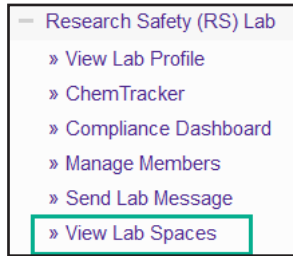 Research Safety (RS) Lab
» View Lab Profile
» ChemTracker
» Compliance Dashboard
» Manage Members
» Send Lab Message
» View Lab Spaces